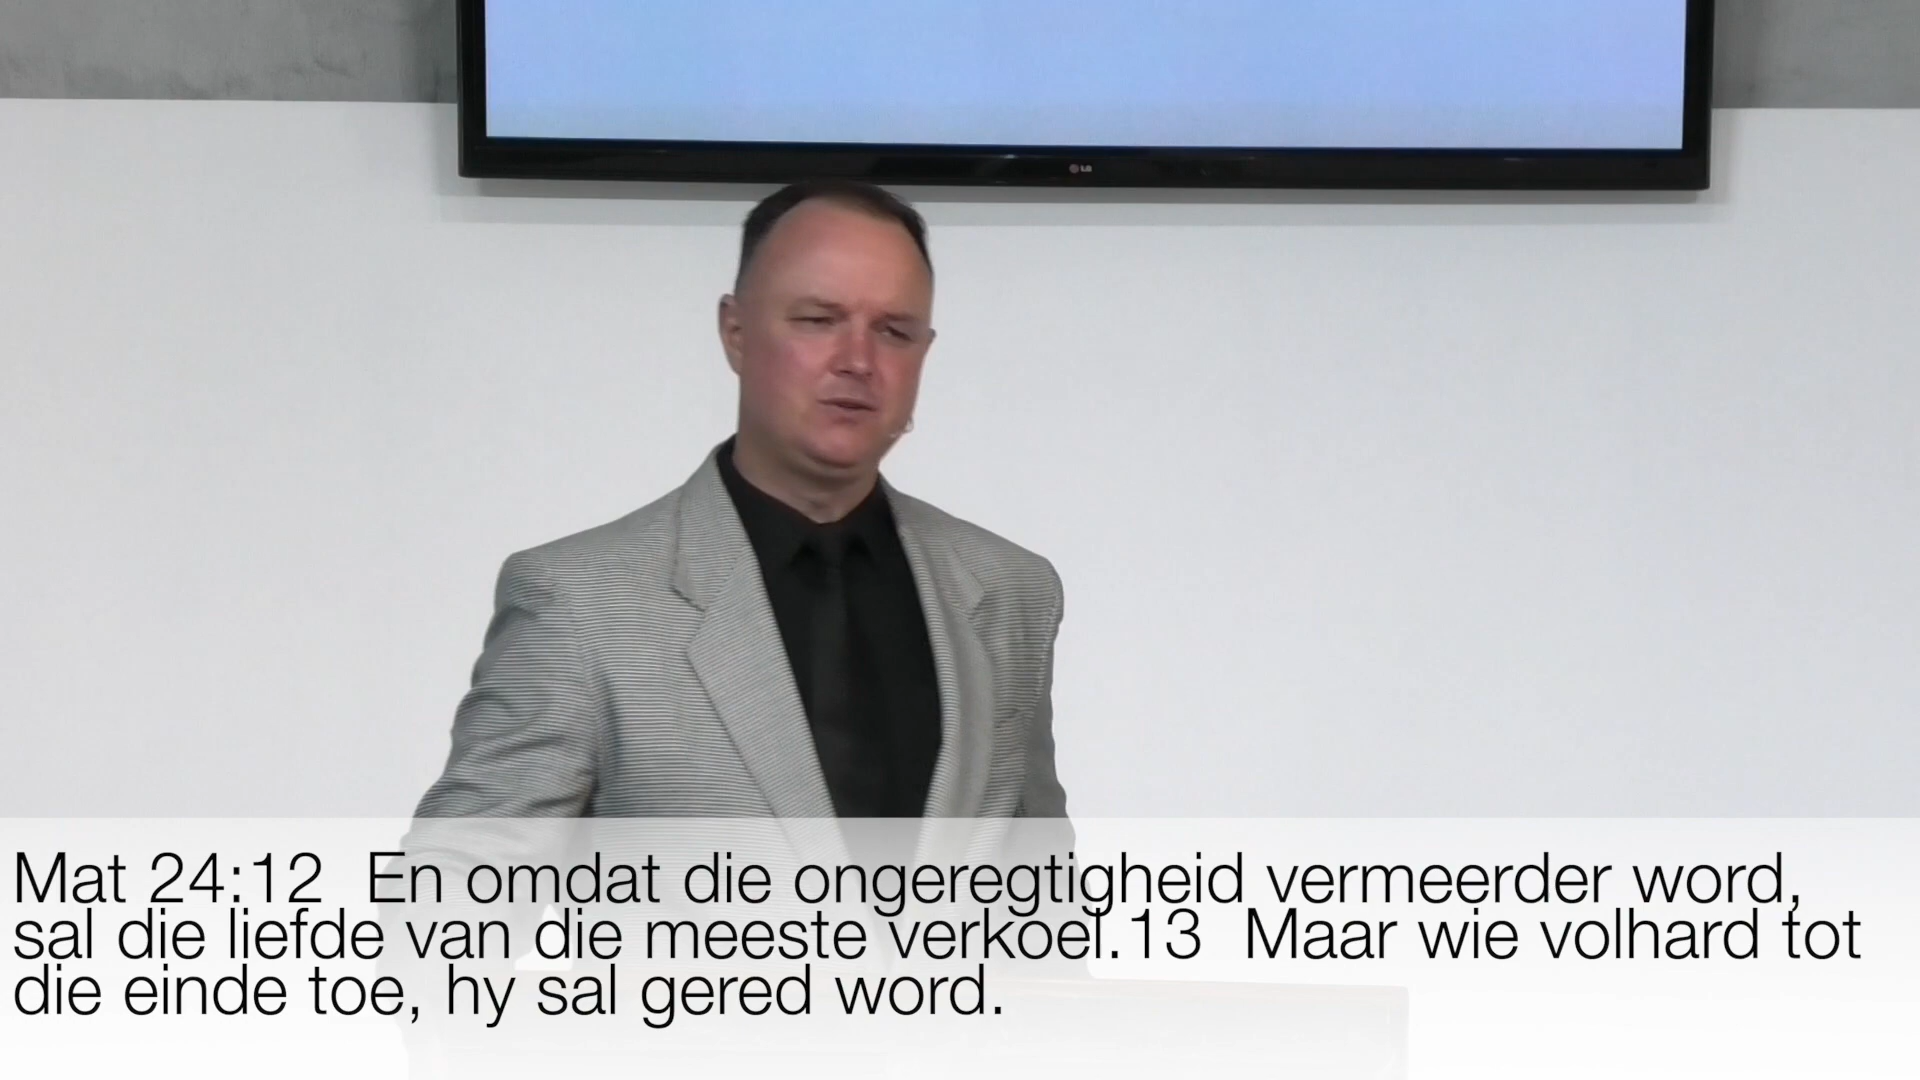 LG
Mat 24:12  En omdat die ongeregtigheid vermeerder word,
sal die liefde van die meeste verkoel.13  Maar wie volhard tot
die einde toe, hy sal gered word.